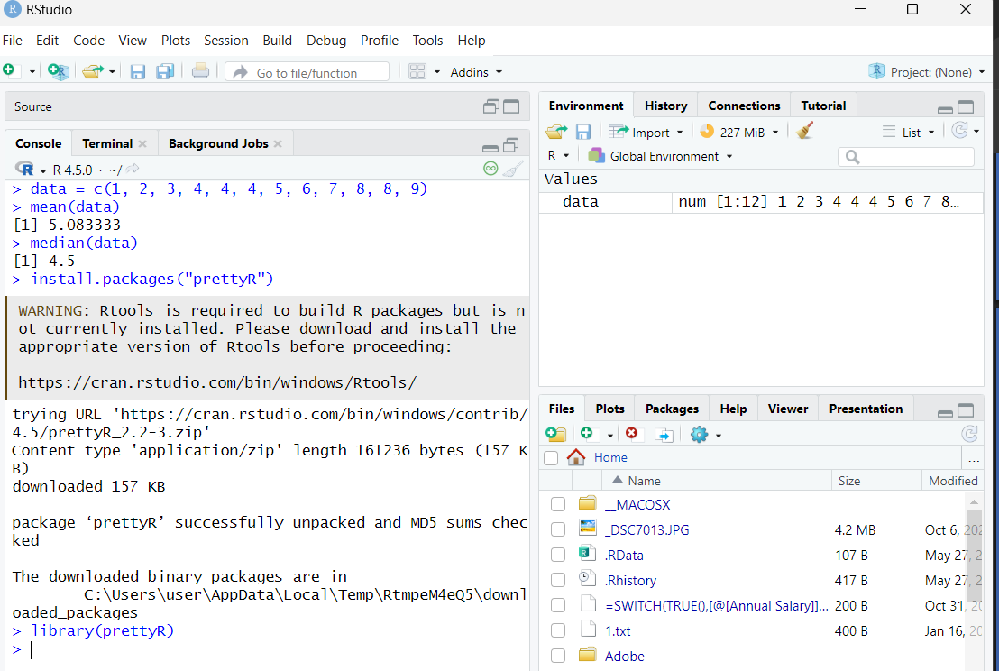 RStudio
File Edit Code View Plots Session Build Debug Profile Tools Help
Go to file/function Addins Project: (None)
Source
Console Terminal Background Jobs
R 4.5.0 · ~/
> data = c(1, 2, 3, 4, 4, 4, 5, 6, 7, 8, 8, 9)
> mean(data)
[1] 5.083333
> median(data)
[1] 4.5
> install.packages("prettyR")
WARNING: Rtools is required to build R packages but is n
ot currently installed. Please download and install the
appropriate version of Rtools before proceeding:
https://cran.rstudio.com/bin/windows/Rtools/
trying URL 'https://cran.rstudio.com/bin/windows/contrib/
4.5/prettyR_2.2-3.zip'
Content type 'application/zip' length 161236 bytes (157 K
B)
downloaded 157 KB
package ‘prettyR’ successfully unpacked and MD5 sums chec
ked
The downloaded binary packages are in
C:\Users\user\AppData\Local\Temp\RtmpeM4eQ5\downl
oaded_packages
> library(prettyR)
>
Environment History Connections Tutorial
Import 227 MiB List
R Global Environment
Values
data num [1:12] 1 2 3 4 4 4 5 6 7 8...
Files Plots Packages Help Viewer Presentation
Home ...
Name Size Modified
__MACOSX
_DSC7013.JPG 4.2 MB Oct 6, 202
.RData 107 B May 27, 2
.Rhistory 417 B May 27, 2
=SWITCH(TRUE(),[@[Annual Salary]]... 200 B Oct 31, 20
1.txt 400 B Jan 16, 20
Adobe